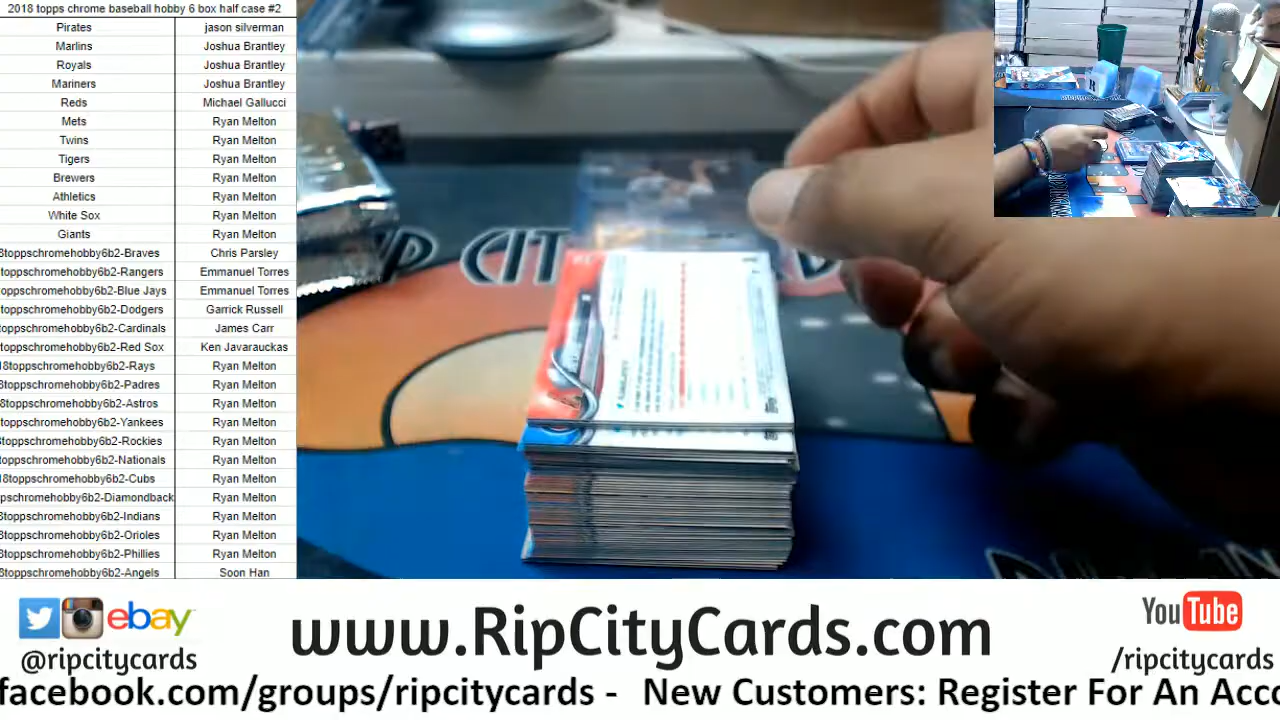 2018 topps chrome baseball hobby 6 box half case #2
Pirates jason silverman
Marlins Joshua Brantley
Royals Joshua Brantley
Mariners Joshua Brantley
Reds Michael Gallucci
Mets Ryan Melton
Twins Ryan Melton
Tigers Ryan Melton
Brewers Ryan Melton
Athletics Ryan Melton
White Sox Ryan Melton
Giants Ryan Melton
8toppschromehobby6b2-Braves Chris Parsley
toppschromehobby6b2-Rangers Emmanuel Torres
oppschromehobby6b2-Blue Jays Emmanuel Torres
toppschromehobby6b2-Dodgers Garrick Russell
oppschromehobby6b2-Cardinals James Carr
toppschromehobby6b2-Red Sox Ken Javarauckas
18toppschromehobby6b2-Rays Ryan Melton
8toppschromehobby6b2-Padres Ryan Melton
8toppschromehobby6b2-Astros Ryan Melton
toppschromehobby6b2-Yankees Ryan Melton
8toppschromehobby6b2-Rockies Ryan Melton
oppschromehobby6b2-Nationals Ryan Melton
18toppschromehobby6b2-Cubs Ryan Melton
pschromehobby6b2-Diamondback Ryan Melton
8toppschromehobby6b2-Indians Ryan Melton
8toppschromehobby6b2-Orioles Ryan Melton
8toppschromehobby6b2-Phillies Ryan Melton
8toppschromehobby6b2-Angels Soon Han
P CIT
ebay
@ripcitycards
www.RipCityCards.com
YouTube
/ripcitycards
facebook.com/groups/ripcitycards - New Customers: Register For An Acco